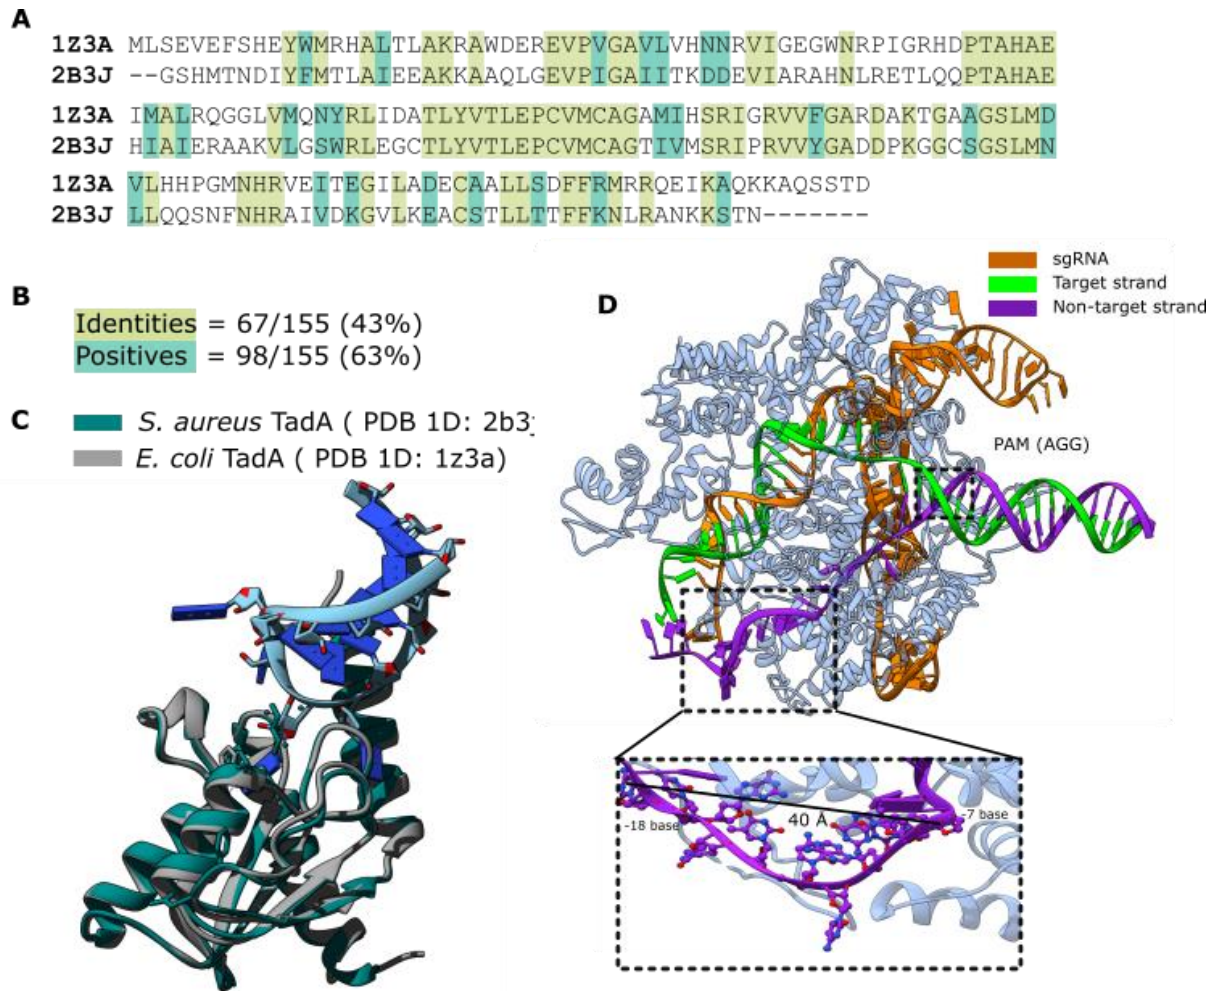 A
1Z3A MLSEVEFSHEYWMRHALTLAKRAWDEREVPVGAVLVHNNRVIGEGWNRPIGRHDPTAHAE
2B3J --GSHMTNDIYFMTLAIEEAKKAAQLGEVPIGAIITKDDEVIARAHNLRETLQQPTAHAE
1Z3A IMALRQGGLVMQNYRLIDATLYVTLEPCVMCAGAMIHSRIGRVVFGARDAKTGAAGSLMD
2B3J HIAIERAAKVLGSWRLEGCTLYVTLEPCVMCAGTIVMSRIPRVVYGADDPKGGCSGSLMN
1Z3A VLHHPGMNHRVEITEGILADECAALLSDFFRMRRQEIKAQKKAQSSTD
2B3J LLQQSNFNHRAIVDKGVLKEACSTLLTTFFKNLRANKKSTN-------
B
Identities = 67/155 (43%)
Positives = 98/155 (63%)
C
S. aureus TadA ( PDB 1D: 2b3j
E. coli TadA ( PDB 1D: 1z3a)
D
sgRNA
Target strand
Non-target strand
PAM (AGG)
-18 base
40 Å
-7 base